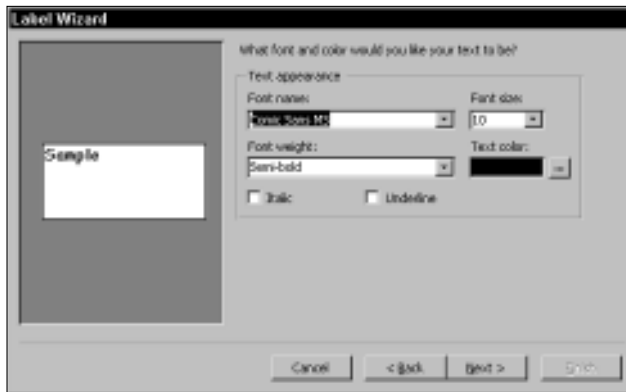 Label Wizard
What font and color would you like your text to be?
Text appearance
Font name: Font size:
Comic Sans MS 10
Font weight: Text color:
Semi-bold ...
Italic Underline
Sample
Cancel < Back Next > Finish